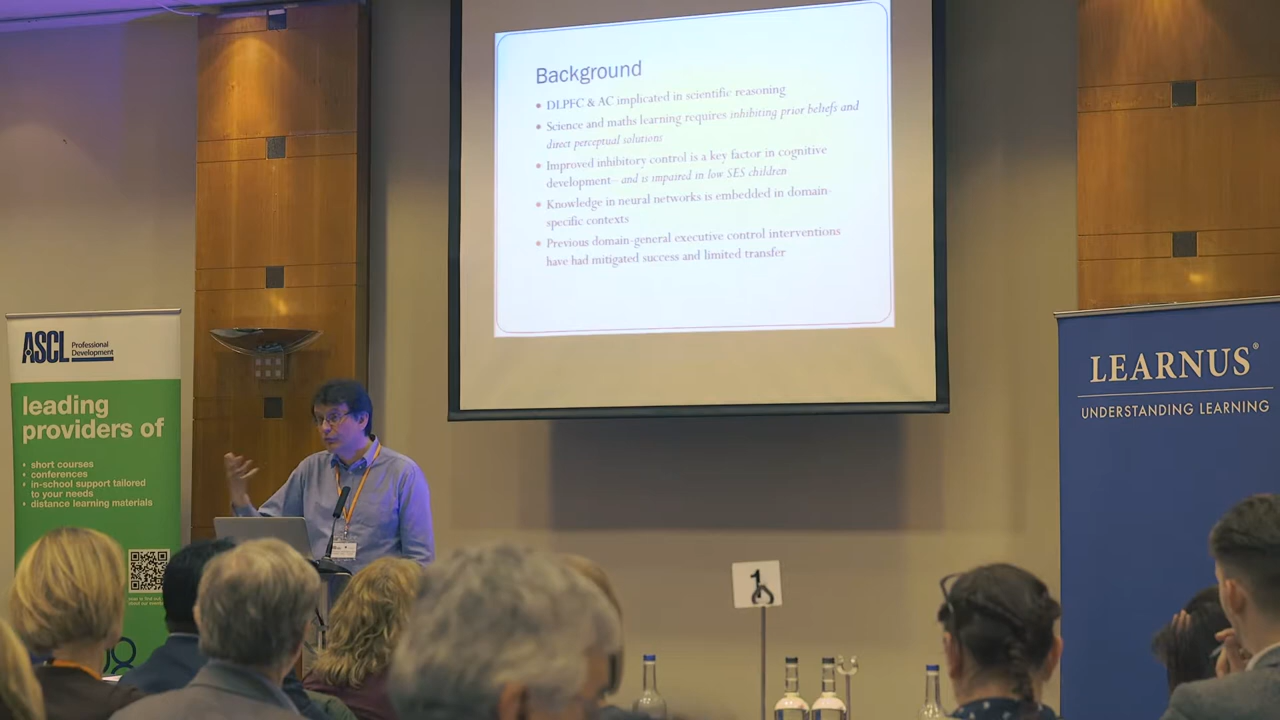 Background
• DLPFC & AC implicated in scientific reasoning
• Science and maths learning requires inhibiting prior beliefs and
direct perceptual solutions
• Improved inhibitory control is a key factor in cognitive
development– and is impaired in low SES children
• Knowledge in neural networks is embedded in domain-
specific contexts
• Previous domain-general executive control interventions
have had mitigated success and limited transfer
ASCL Professional
Development
leading
providers of
• short courses
• conferences
• in-school support tailored
to your needs
• distance learning materials
LEARNUS®
UNDERSTANDING LEARNING
1